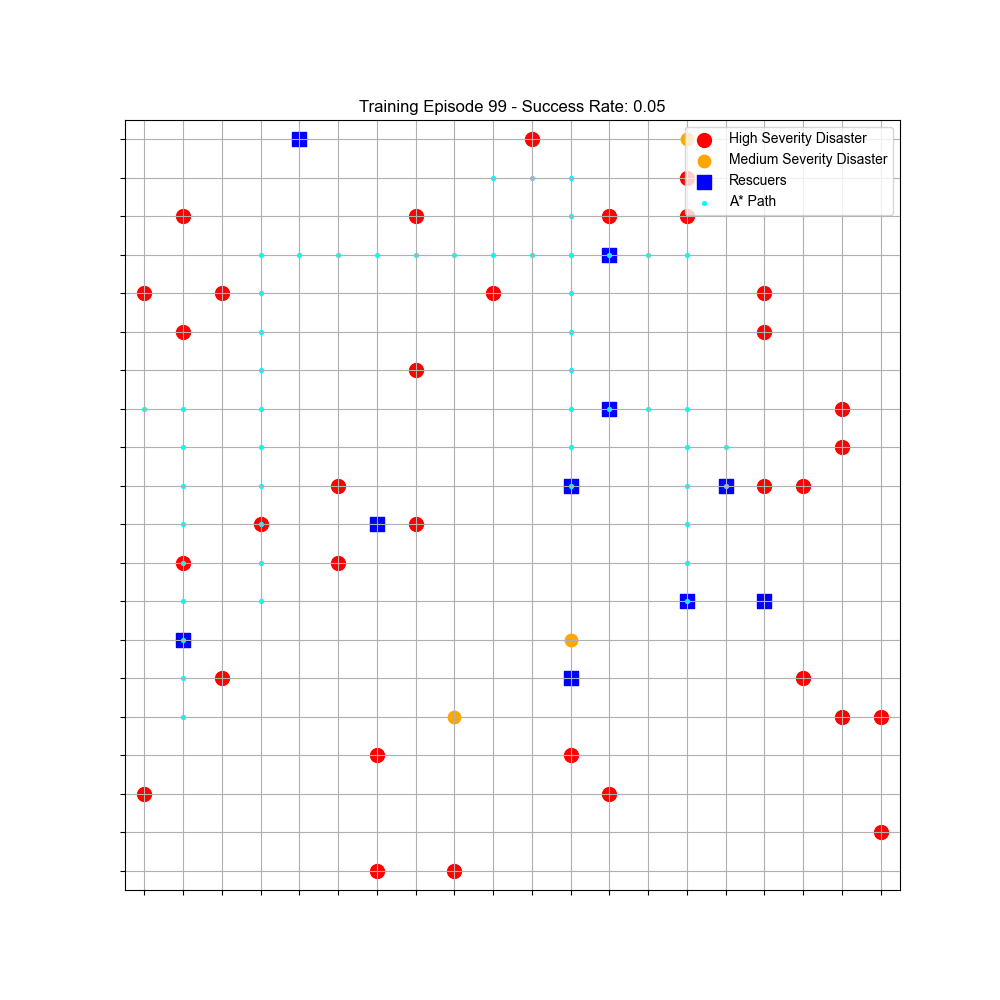 Training Episode 99 - Success Rate: 0.05
High Severity Disaster
Medium Severity Disaster
Rescuers
A* Path